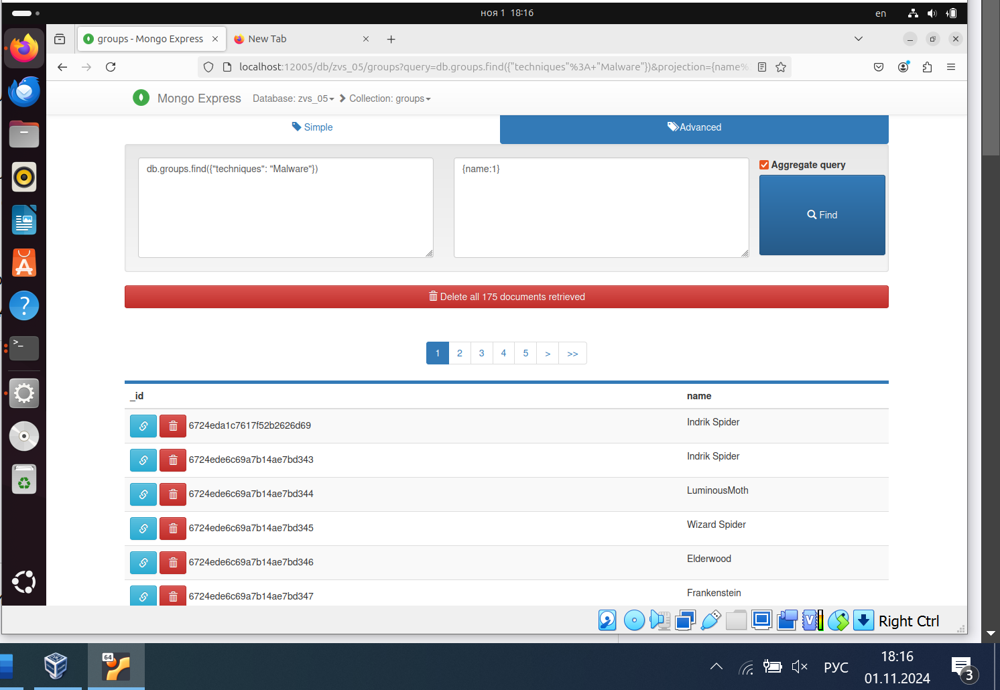 ноя 1 18:16
en
groups - Mongo Express
New Tab
localhost:12005/db/zvs_05/groups?query=db.groups.find({"techniques"%3A+"Malware"})&projection={name%
Mongo Express
Database: zvs_05
Collection: groups
Simple
Advanced
db.groups.find({"techniques": "Malware"})
{name:1}
Aggregate query
Find
Delete all 175 documents retrieved
1 2 3 4 5 > >>
_id name
6724eda1c7617f52b2626d69 Indrik Spider
6724ede6c69a7b14ae7bd343 Indrik Spider
6724ede6c69a7b14ae7bd344 LuminousMoth
6724ede6c69a7b14ae7bd345 Wizard Spider
6724ede6c69a7b14ae7bd346 Elderwood
6724ede6c69a7b14ae7bd347 Frankenstein
Right Ctrl
64
РУС
18:16
01.11.2024
3